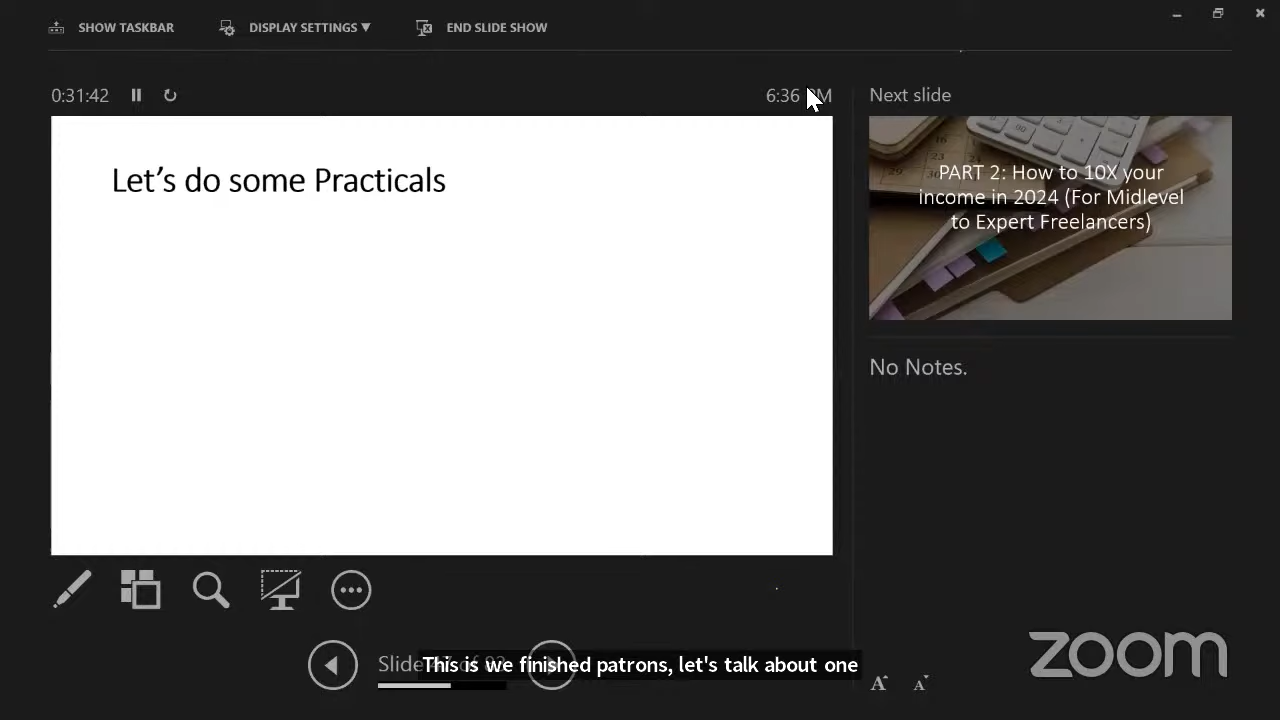 SHOW TASKBAR
DISPLAY SETTINGS ▼
END SLIDE SHOW
0:31:42
6:36
Next slide
Let's do some Practicals
PART 2: How to 10X your
income in 2024 (For Midlevel
to Expert Freelancers)
No Notes.
Slide
This is we finished patrons, let's talk about one
zoom
A A